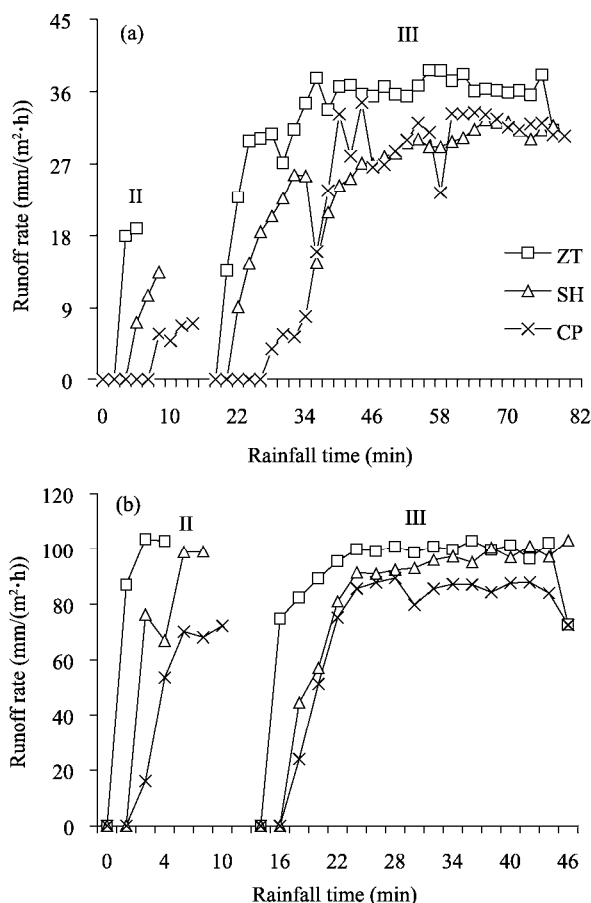 (a)
III
II
Runoff rate (mm/(m²·h))
45
36
27
18
9
0
ZT
SH
CP
0 10 22 34 46 58 70 82
Rainfall time (min)
(b)
II
III
Runoff rate (mm/(m²·h))
120
100
80
60
40
20
0
0 4 10 16 22 28 34 40 46
Rainfall time (min)